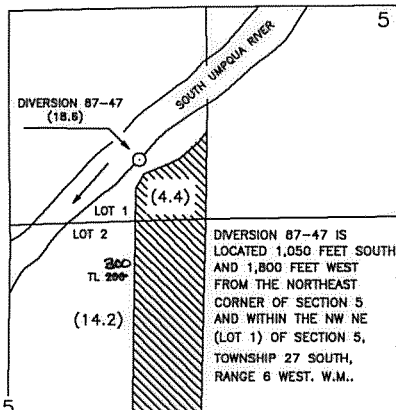 5
SOUTH UMPQUA RIVER
DIVERSION 87-47
(18.6)
(4.4)
LOT 1
LOT 2
300
TL 200
(14.2)
DIVERSION 87-47 IS
LOCATED 1,050 FEET SOUTH
AND 1,800 FEET WEST
FROM THE NORTHEAST
CORNER OF SECTION 5
AND WITHIN THE NW NE
(LOT 1) OF SECTION 5,
TOWNSHIP 27 SOUTH,
RANGE 6 WEST, W.M..
5